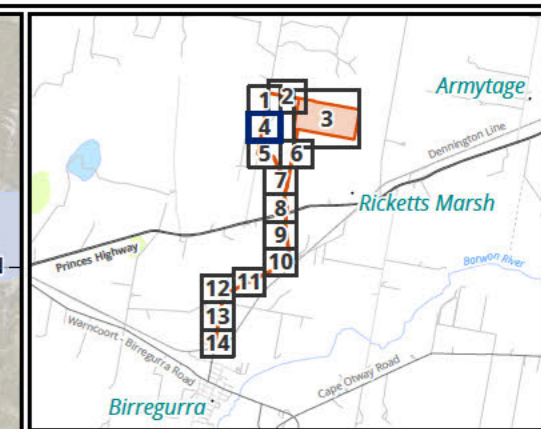 1 2
3
4
5 6
7
8
9
10
11
12
13
14
Armytage
Dennington Line
Ricketts Marsh
Princes Highway
Barwon River
Warncoort - Birregurra Road
Cape Otway Road
Birregurra